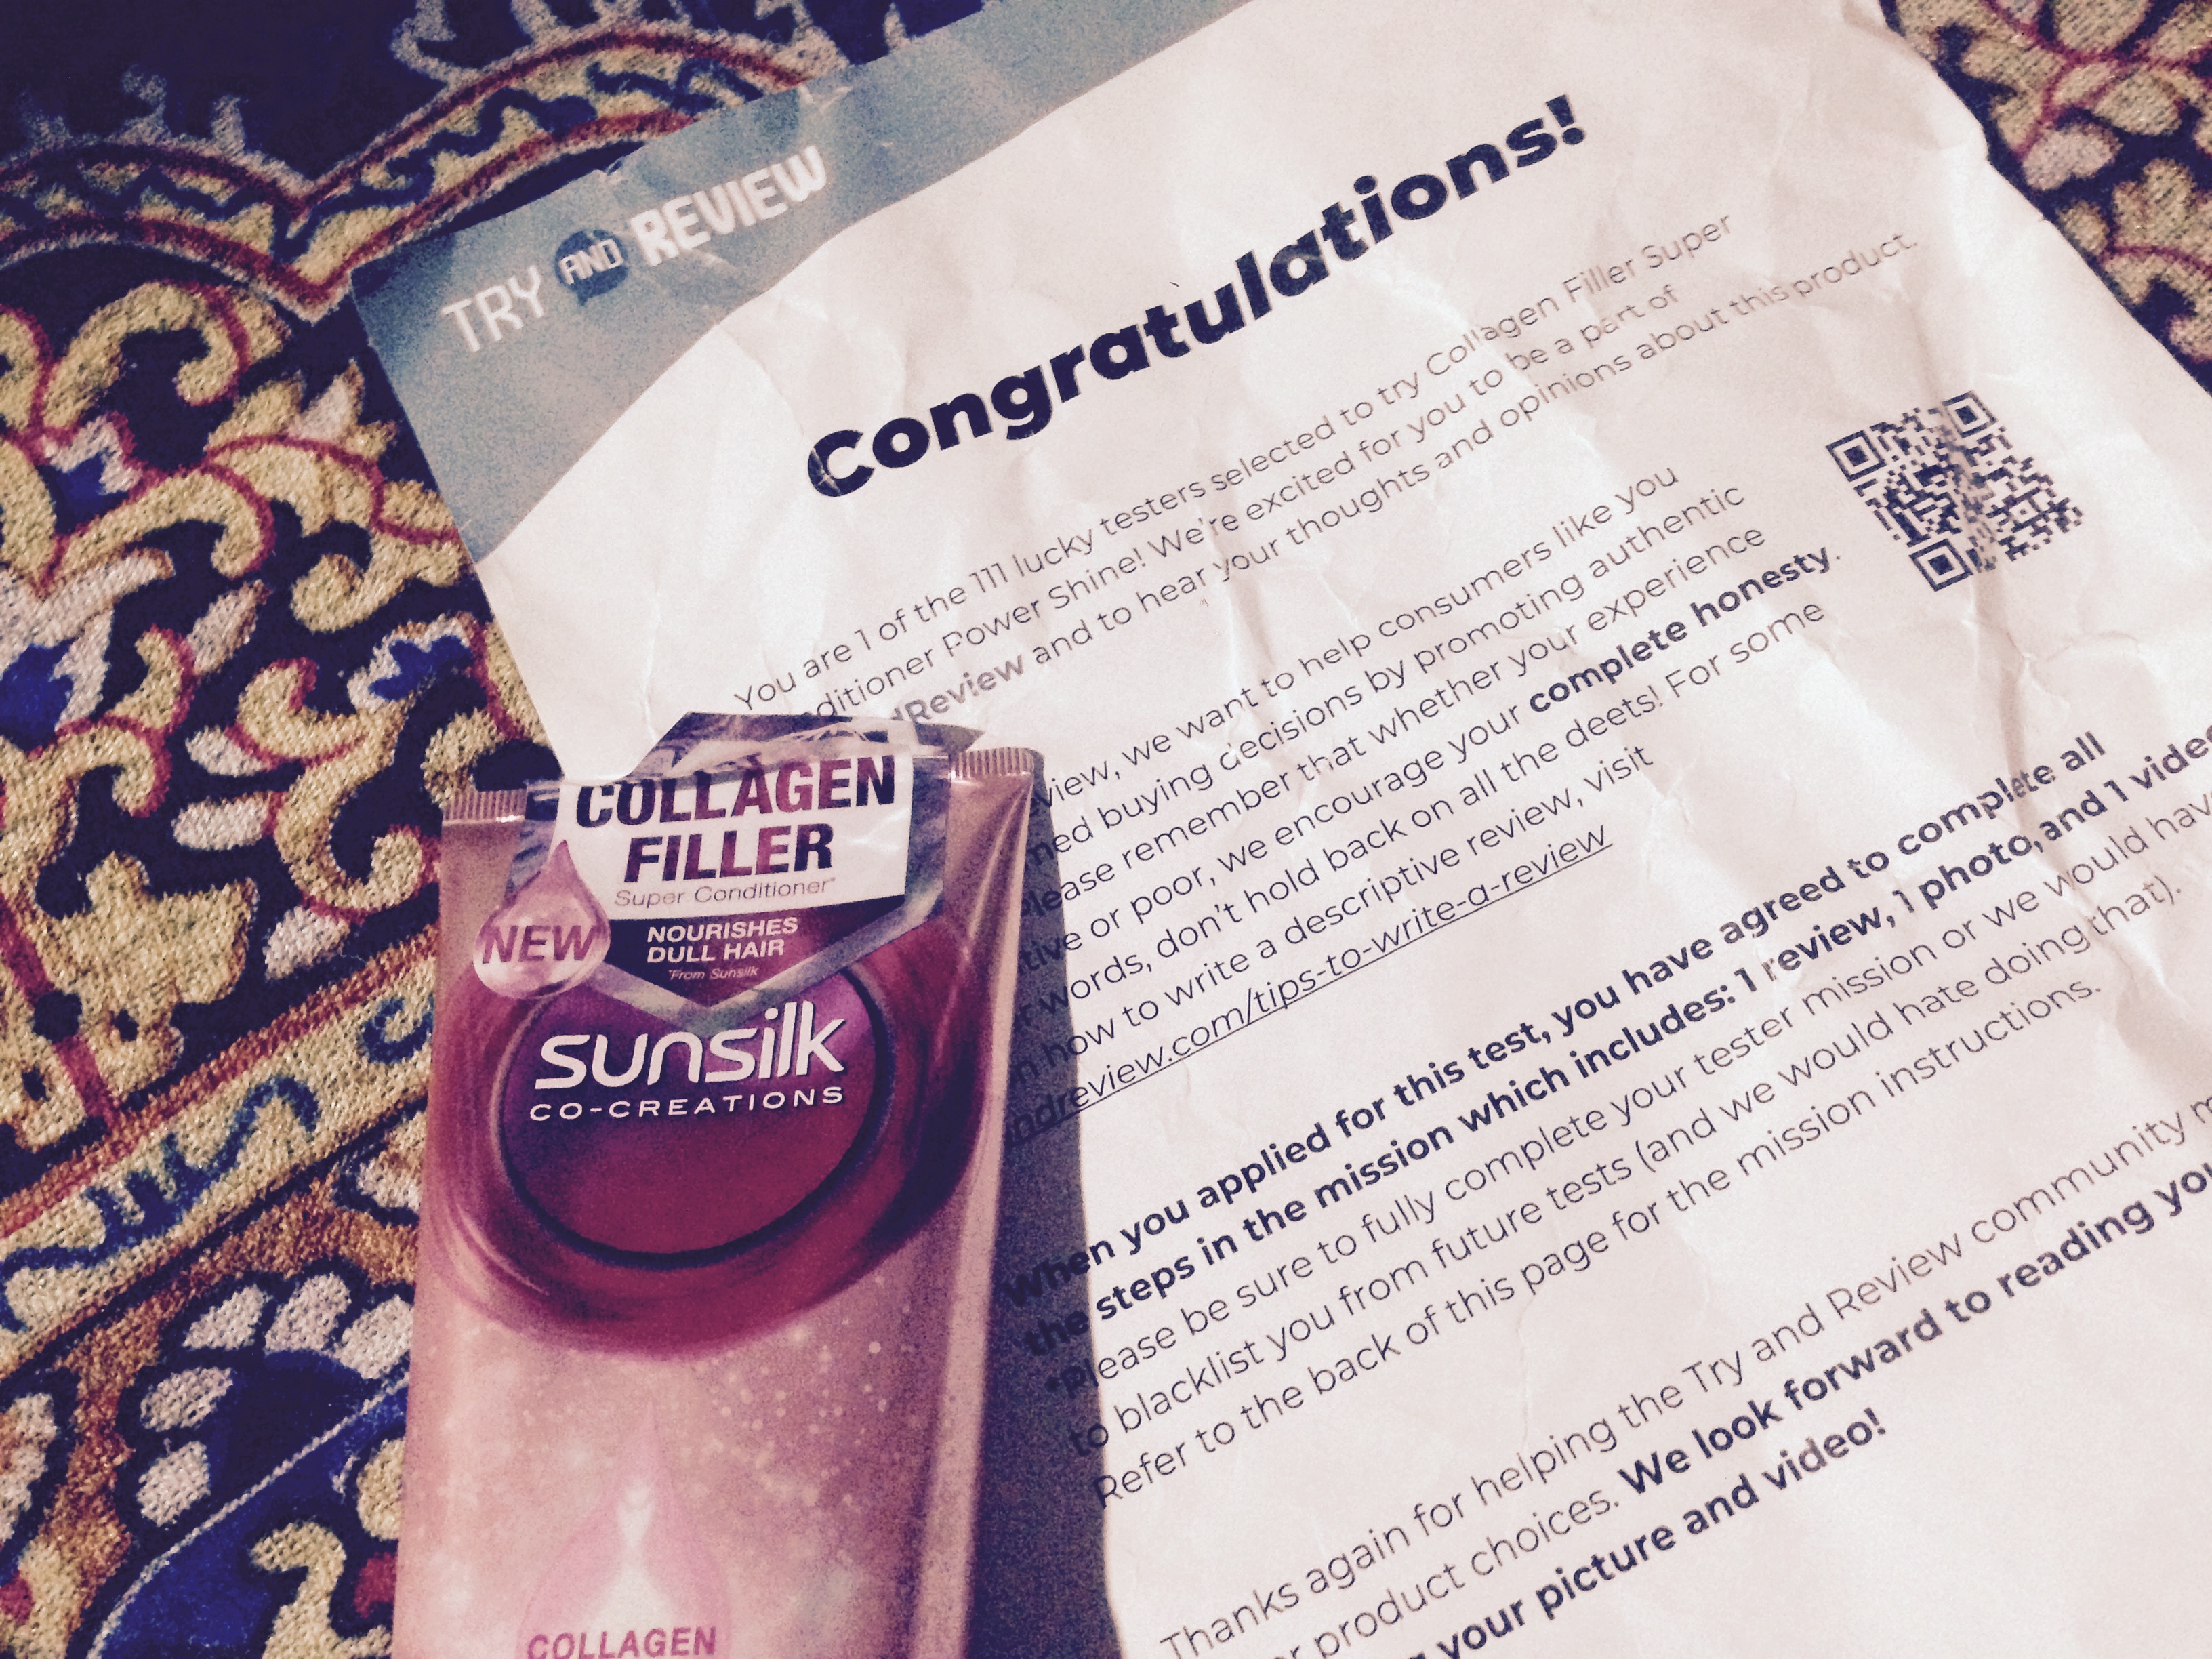 TRY AND REVIEW
Congratulations!
You are 1 of the 111 lucky testers selected to try Collagen Filler Super
ditioner Power Shine! We're excited for you to be a part of
dReview and to hear your thoughts and opinions about this product.
view, we want to help consumers like you
ned buying decisions by promoting authentic
Please remember that whether your experience
tive or poor, we encourage your complete honesty.
r words, don't hold back on all the deets! For some
n how to write a descriptive review, visit
ndreview.com/tips-to-write-a-review
When you applied for this test, you have agreed to complete all
the steps in the mission which includes: 1 review, 1 photo, and 1 video
*Please be sure to fully complete your tester mission or we would hav
to blacklist you from future tests (and we would hate doing that).
Refer to the back of this page for the mission instructions.
Thanks again for helping the Try and Review community m
r product choices. We look forward to reading you
g your picture and video!
COLLAGEN
FILLER
Super Conditioner*
NEW
NOURISHES
DULL HAIR
*From Sunsilk
sunsilk
CO-CREATIONS
COLLAGEN